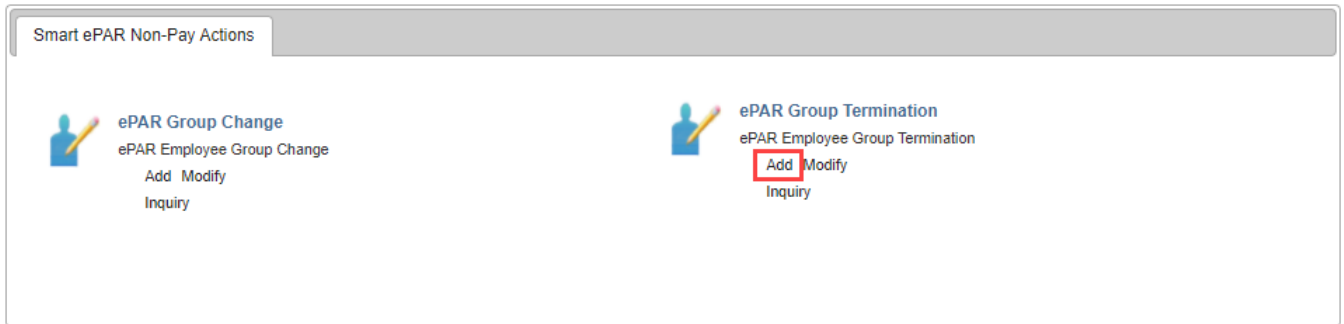 Smart ePAR Non-Pay Actions
ePAR Group Change
ePAR Employee Group Change
Add Modify
Inquiry
ePAR Group Termination
ePAR Employee Group Termination
Add Modify
Inquiry